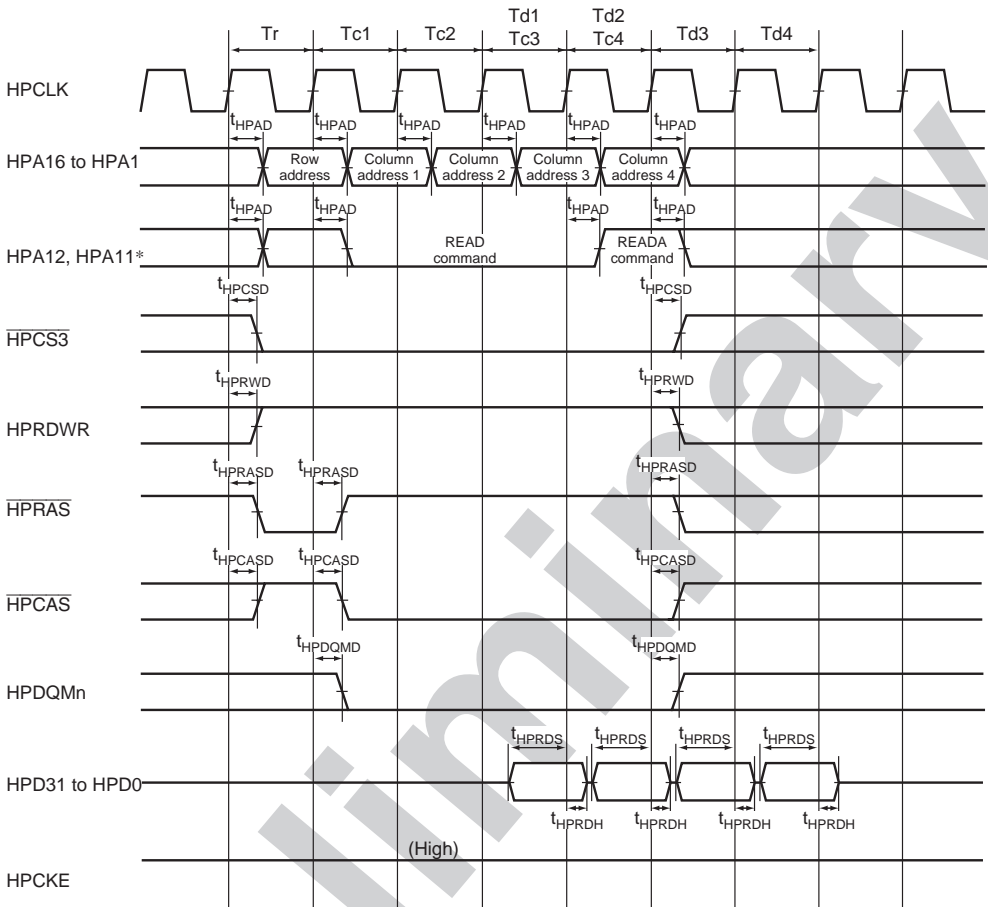 Td1 Td2
Tr Tc1 Tc2 Tc3 Tc4 Td3 Td4
HPCLK
tHPAD tHPAD tHPAD tHPAD tHPAD tHPAD
HPA16 to HPA1
Row address
Column address 1
Column address 2
Column address 3
Column address 4
tHPAD tHPAD tHPAD tHPAD
HPA12, HPA11*
READ command
READA command
tHPCSD tHPCSD
HPCS3
tHPRWD tHPRWD
HPRDWR
tHPRASD tHPRASD tHPRASD
HPRAS
tHPCASD tHPCASD tHPCASD
HPCAS
tHPDQMD tHPDQMD
HPDQMn
tHPRDS tHPRDS tHPRDS tHPRDS
HPD31 to HPD0
tHPRDH tHPRDH tHPRDH tHPRDH
(High)
HPCKE
liminary